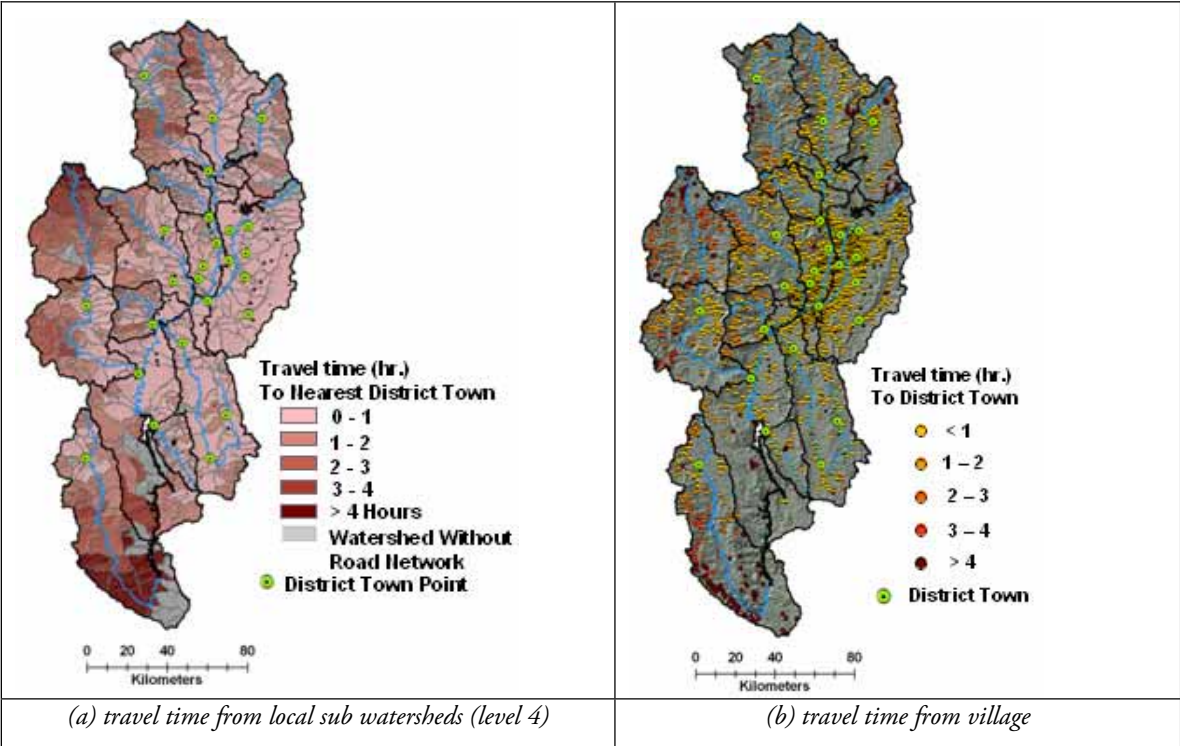 Travel time (hr.)
To Nearest District Town
0 - 1
1 - 2
2 - 3
3 - 4
> 4 Hours
Watershed Without
Road Network
District Town Point
0 20 40 80
Kilometers
(a) travel time from local sub watersheds (level 4)
Travel time (hr.)
To District Town
< 1
1 – 2
2 – 3
3 – 4
> 4
District Town
0 20 40 80
Kilometers
(b) travel time from village